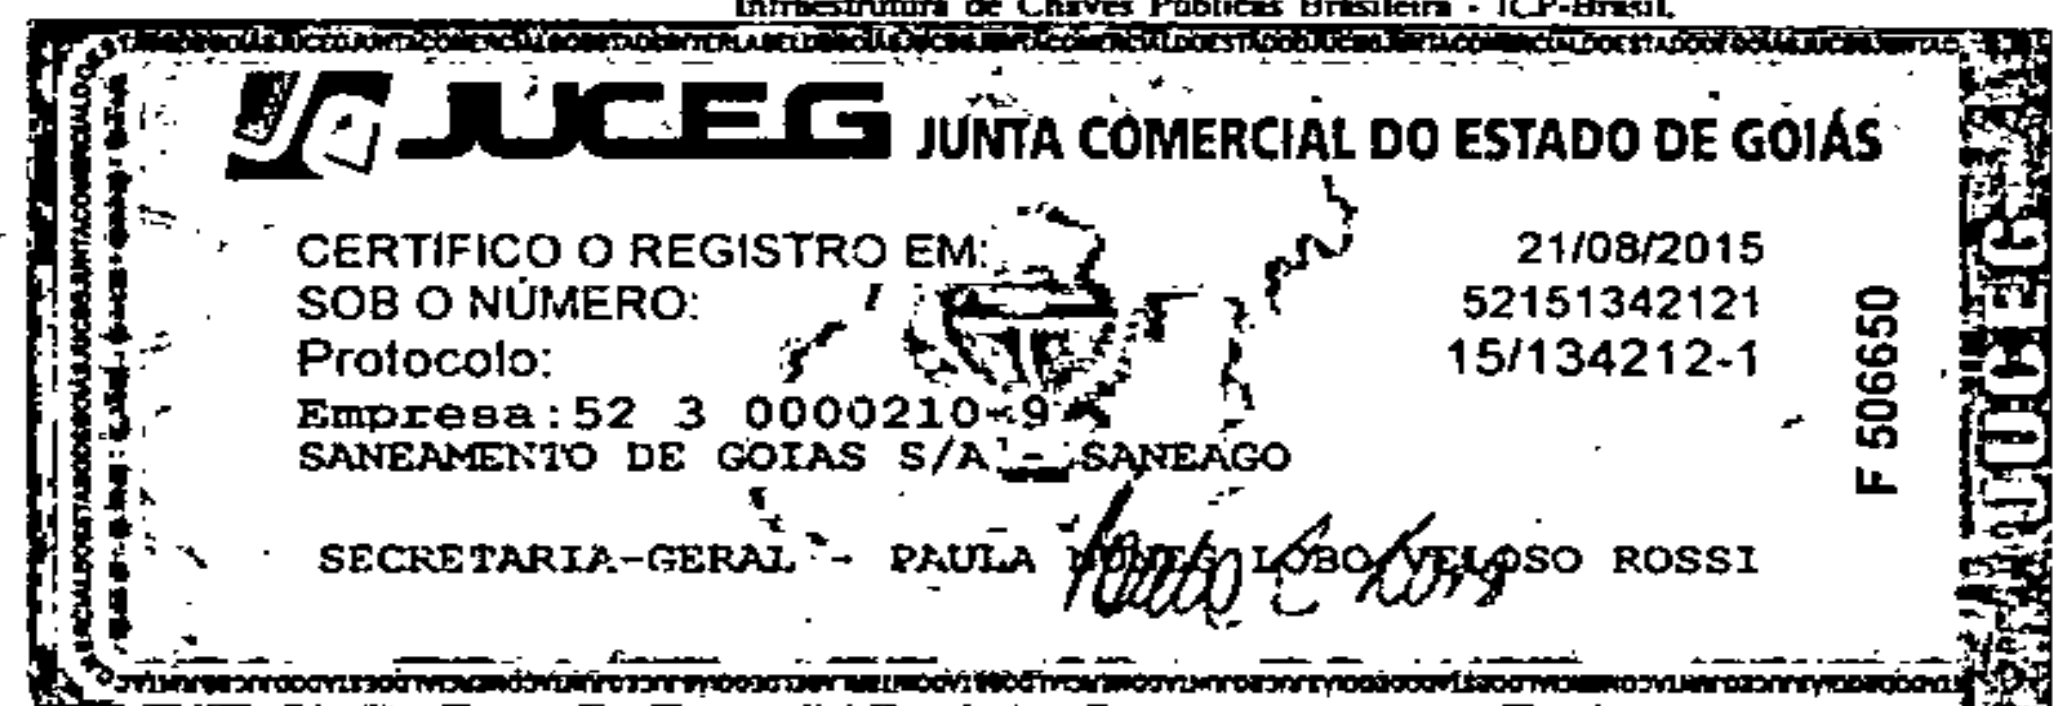 Infraestrutura de Chaves Públicas Brasileira - ICP-Brasil.
JUCEG JUNTA COMERCIAL DO ESTADO DE GOIÁS
CERTIFICO O REGISTRO EM: 21/08/2015
SOB O NÚMERO: 52151342121
Protocolo: 15/134212-1
Empresa:52 3 0000210-9
SANEAMENTO DE GOIAS S/A - SANEAGO
SECRETARIA-GERAL - PAULA NUNES LOBO VELOSO ROSSI
F 506650
JUCEG